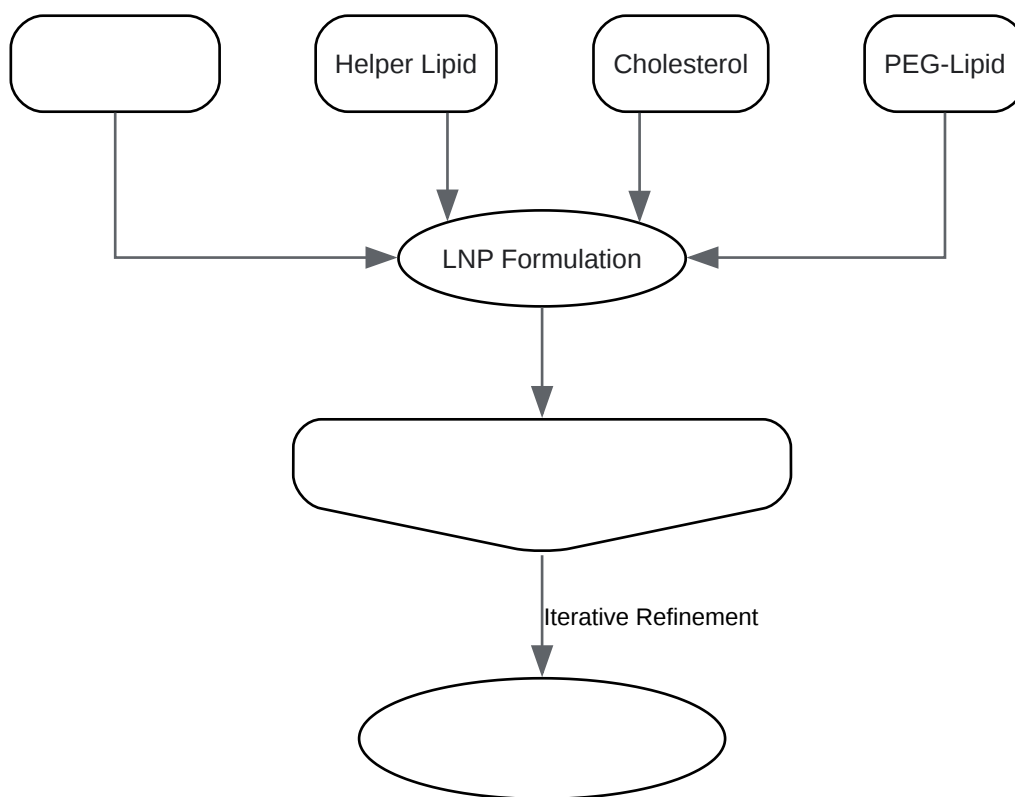 Helper Lipid
Cholesterol
PEG-Lipid
LNP Formulation
Iterative Refinement